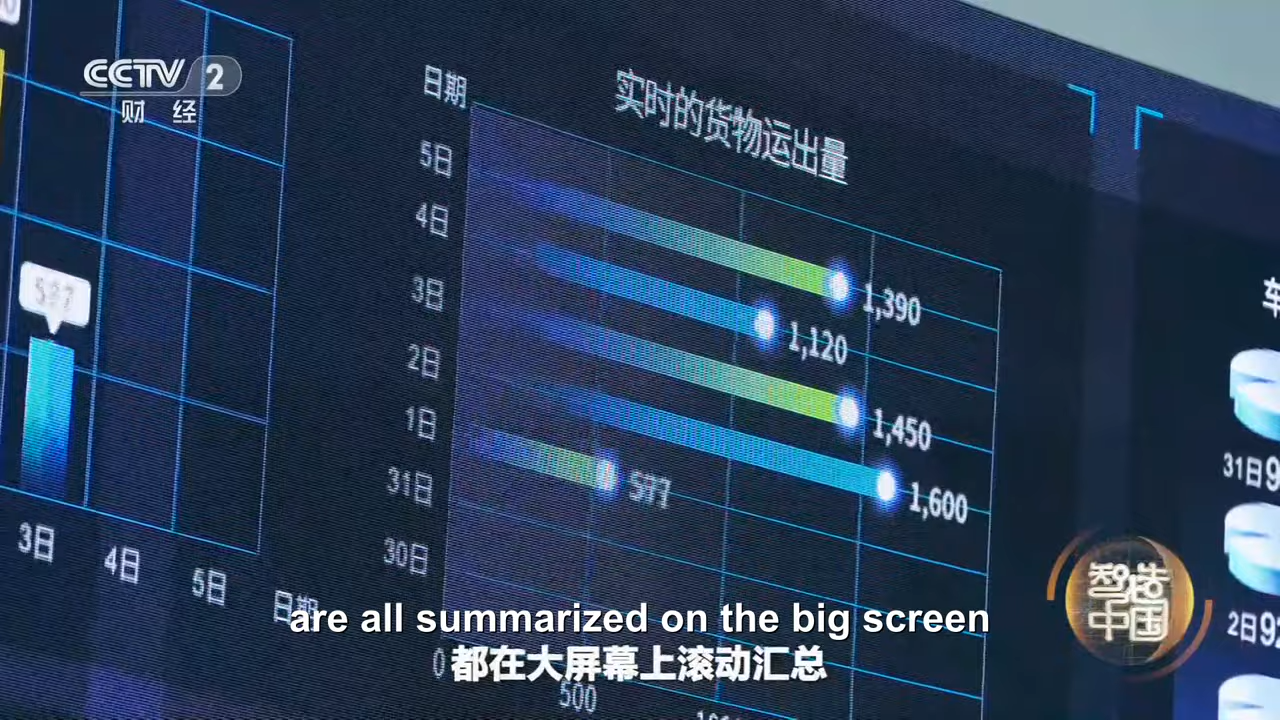 CCTV 2
财经
日期
实时的货物运出量
5日
4日
3日
2日
1日
31日
30日
1,390
1,120
1,450
1,600
577
0
500
3日
4日
5日
日期
车
31日9
2日9
智造
中国
are all summarized on the big screen
都在大屏幕上滚动汇总